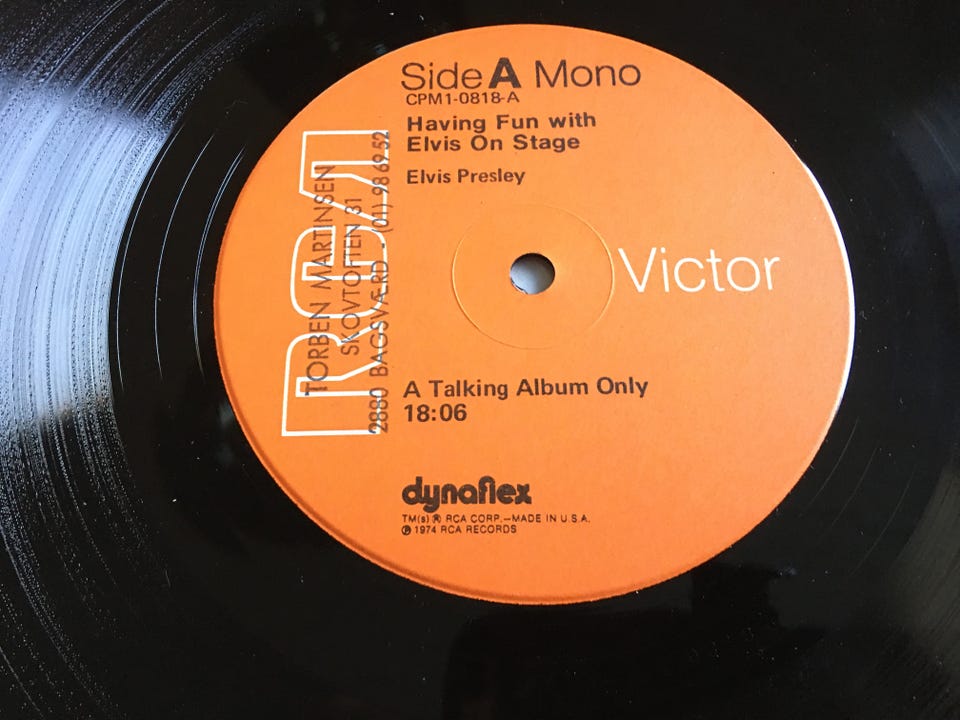 Side A Mono
CPM1-0818-A
Having Fun with
Elvis On Stage
Elvis Presley
RCA
Victor
TORBEN MARTINSEN
SKOVTOFTEN 31
2880 BAGSVÆRD - (01) 98 69 52
A Talking Album Only
18:06
dynaflex
TM(s) ® RCA CORP.—MADE IN U.S.A.
℗ 1974 RCA RECORDS